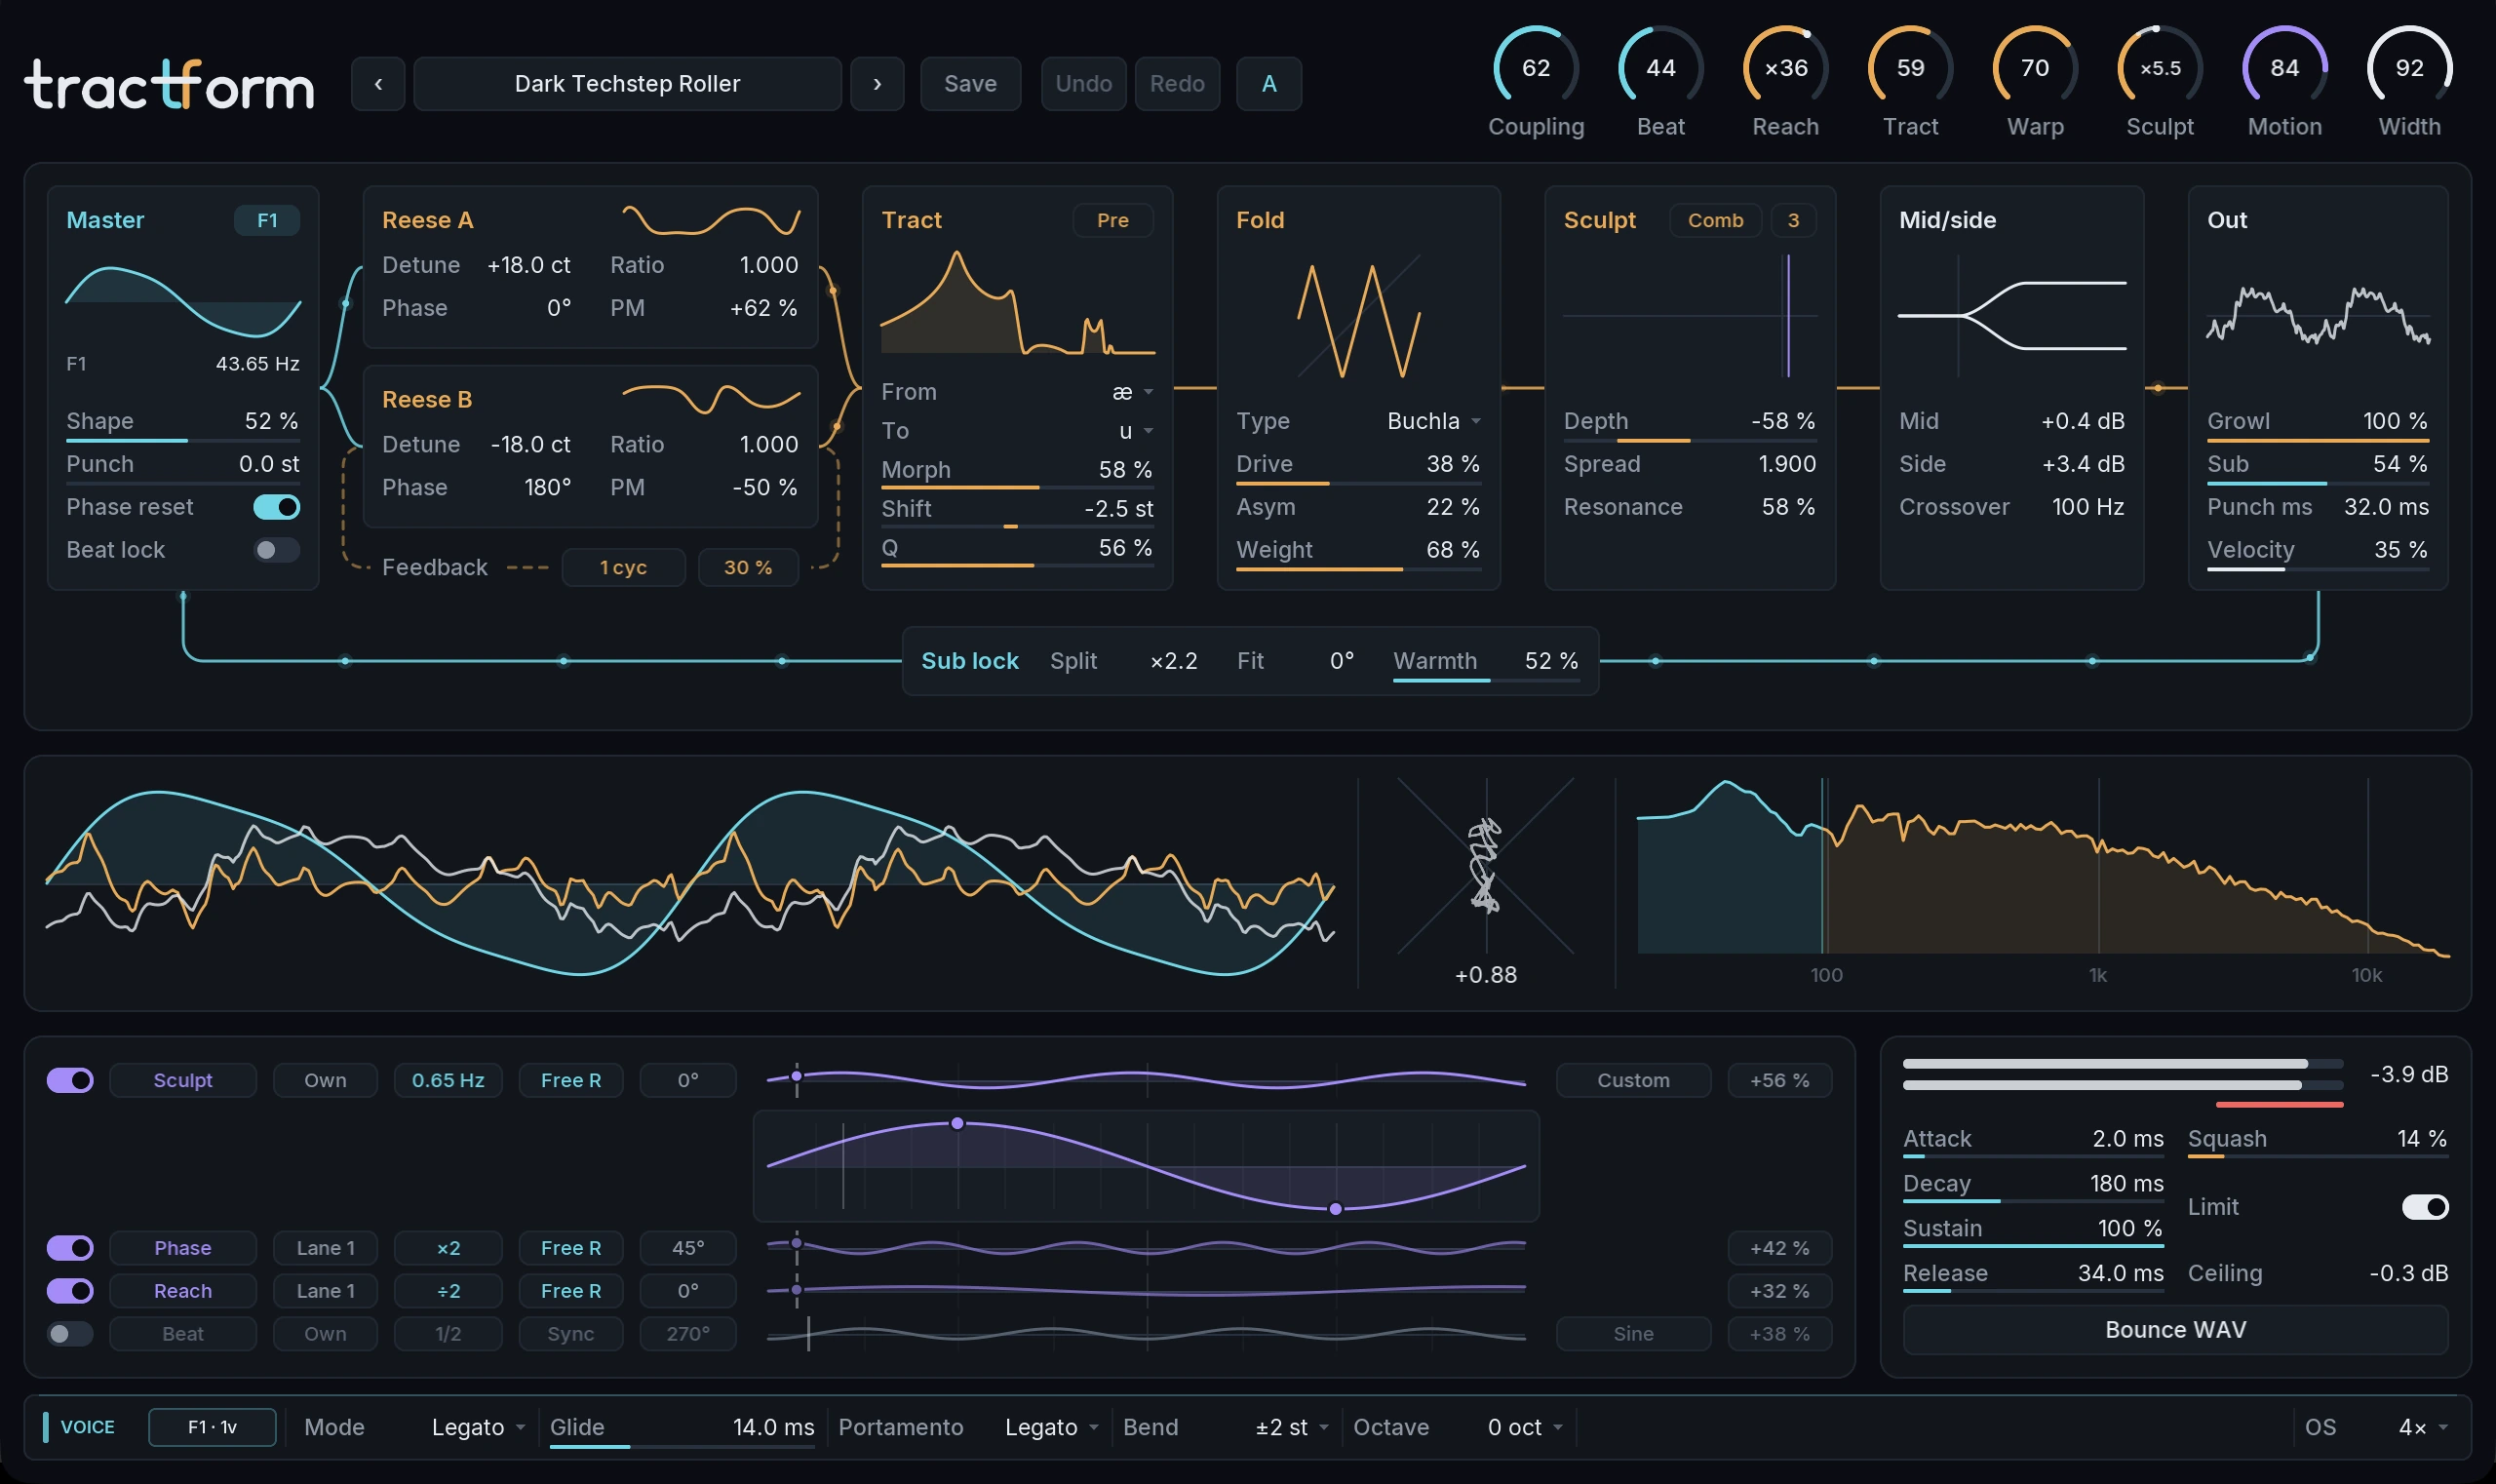 tractform
‹ Dark Techstep Roller › Save Undo Redo A
62 44 ×36 59 70 ×5.5 84 92
Coupling Beat Reach Tract Warp Sculpt Motion Width
Master F1
F1 43.65 Hz
Shape 52 %
Punch 0.0 st
Phase reset
Beat lock
Reese A
Detune +18.0 ct Ratio 1.000
Phase 0° PM +62 %
Reese B
Detune -18.0 ct Ratio 1.000
Phase 180° PM -50 %
Feedback 1 cyc 30 %
Tract Pre
From æ
To u
Morph 58 %
Shift -2.5 st
Q 56 %
Fold
Type Buchla
Drive 38 %
Asym 22 %
Weight 68 %
Sculpt Comb 3
Depth -58 %
Spread 1.900
Resonance 58 %
Mid/side
Mid +0.4 dB
Side +3.4 dB
Crossover 100 Hz
Out
Growl 100 %
Sub 54 %
Punch ms 32.0 ms
Velocity 35 %
Sub lock Split ×2.2 Fit 0° Warmth 52 %
+0.88
100 1k 10k
Sculpt Own 0.65 Hz Free R 0° Custom +56 %
Phase Lane 1 ×2 Free R 45° +42 %
Reach Lane 1 ÷2 Free R 0° +32 %
Beat Own 1/2 Sync 270° Sine +38 %
-3.9 dB
Attack 2.0 ms Squash 14 %
Decay 180 ms
Limit
Sustain 100 %
Release 34.0 ms Ceiling -0.3 dB
Bounce WAV
VOICE F1 · 1v Mode Legato Glide 14.0 ms Portamento Legato Bend ±2 st Octave 0 oct OS 4×